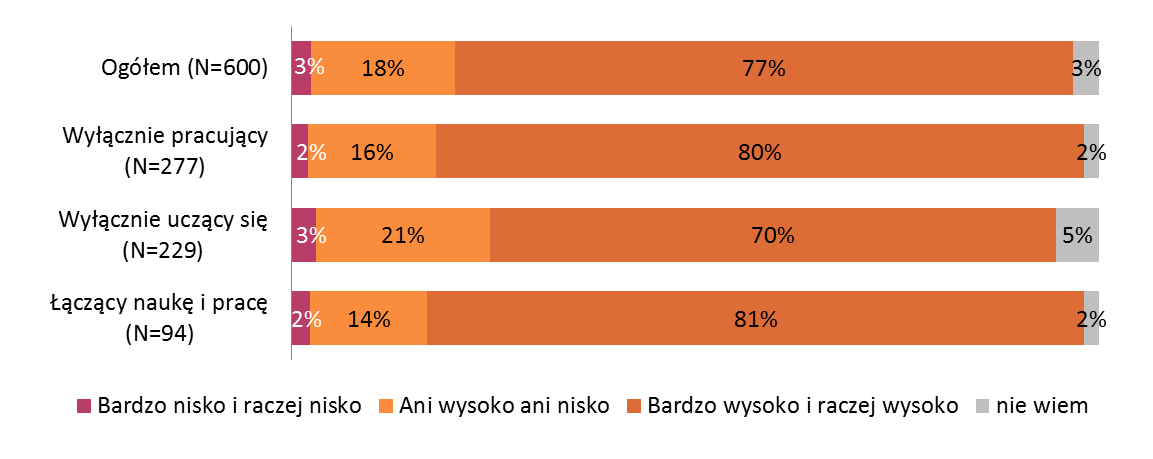 Ogółem (N=600)
3% 18% 77% 3%
Wyłącznie pracujący
(N=277)
2% 16% 80% 2%
Wyłącznie uczący się
(N=229)
3% 21% 70% 5%
Łączący naukę i pracę
(N=94)
2% 14% 81% 2%
Bardzo nisko i raczej nisko Ani wysoko ani nisko Bardzo wysoko i raczej wysoko nie wiem